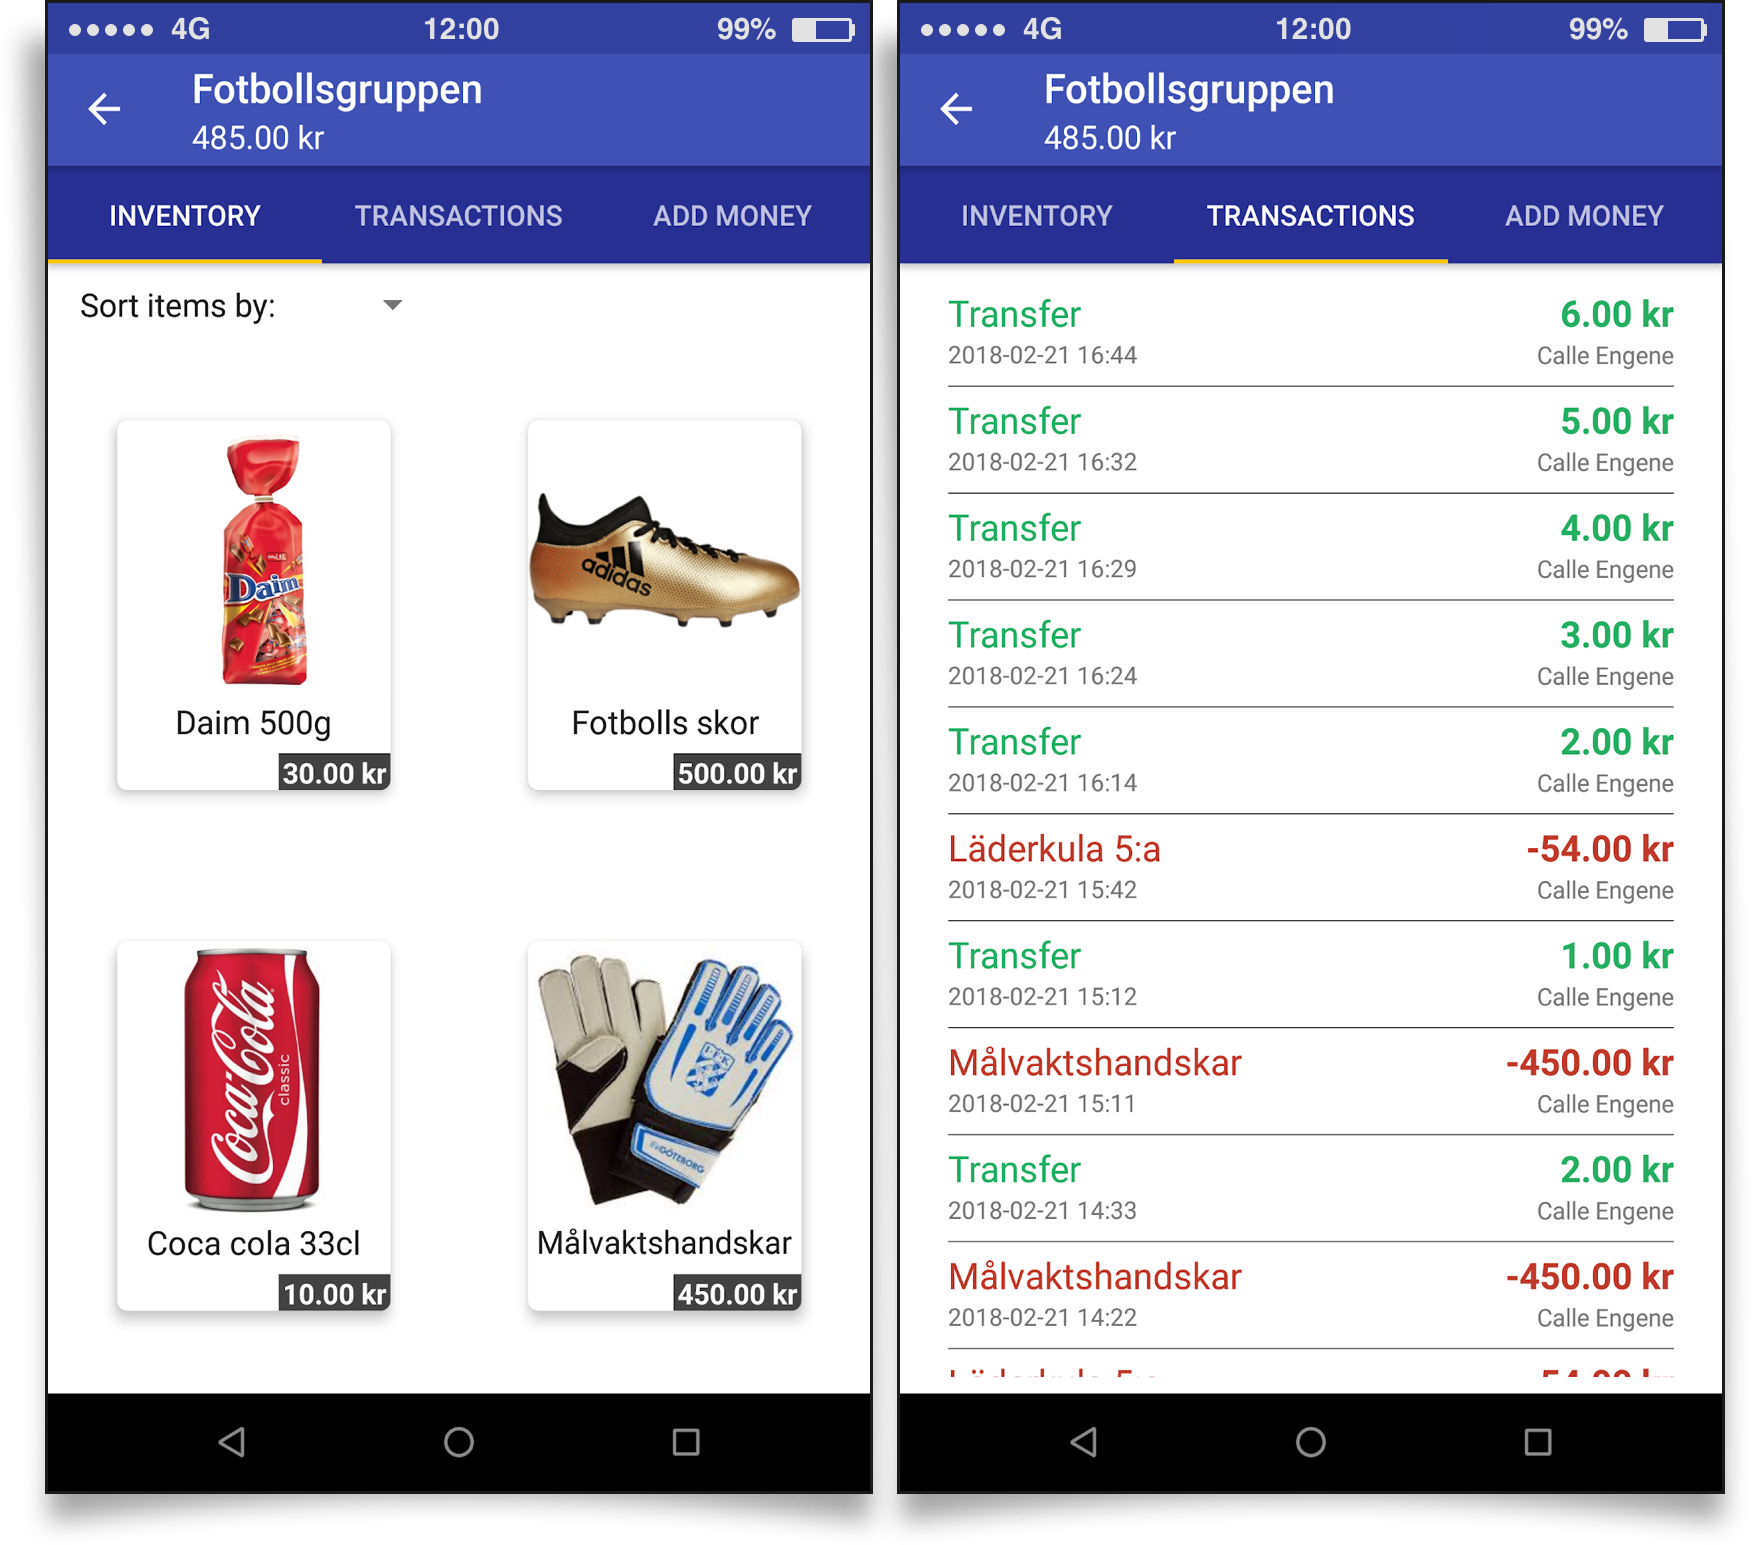 4G 12:00 99%
Fotbollsgruppen
485.00 kr
INVENTORY TRANSACTIONS ADD MONEY
Sort items by:
Daim
adidas
Daim 500g
30.00 kr
Fotbolls skor
500.00 kr
Coca-Cola
classic
IFK
GÖTEBORG
Coca cola 33cl
10.00 kr
Målvaktshandskar
450.00 kr
4G 12:00 99%
Fotbollsgruppen
485.00 kr
INVENTORY TRANSACTIONS ADD MONEY
Transfer 6.00 kr
2018-02-21 16:44 Calle Engene
Transfer 5.00 kr
2018-02-21 16:32 Calle Engene
Transfer 4.00 kr
2018-02-21 16:29 Calle Engene
Transfer 3.00 kr
2018-02-21 16:24 Calle Engene
Transfer 2.00 kr
2018-02-21 16:14 Calle Engene
Läderkula 5:a -54.00 kr
2018-02-21 15:42 Calle Engene
Transfer 1.00 kr
2018-02-21 15:12 Calle Engene
Målvaktshandskar -450.00 kr
2018-02-21 15:11 Calle Engene
Transfer 2.00 kr
2018-02-21 14:33 Calle Engene
Målvaktshandskar -450.00 kr
2018-02-21 14:22 Calle Engene
Läderkula 5:a -54.00 kr